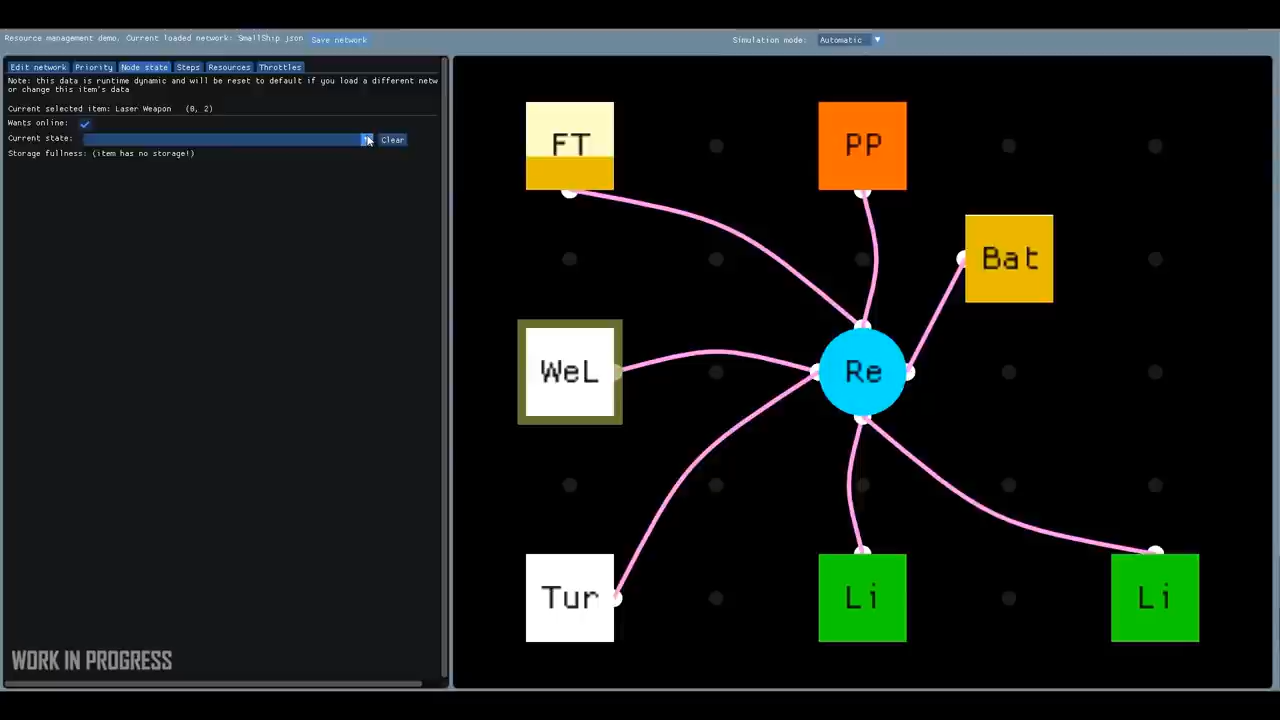 Resource management demo. Current loaded network: SmallShip.json
Save network
Simulation mode:
Automatic
Edit network
Priority
Node state
Steps
Resources
Throttles
Note: this data is runtime dynamic and will be reset to default if you load a different netw
or change this item's data
Current selected item: Laser Weapon (0, 2)
Wants online:
Current state:
Clear
Storage fullness: (item has no storage!)
FT
PP
Bat
WeL
Re
Tur
Li
Li
WORK IN PROGRESS